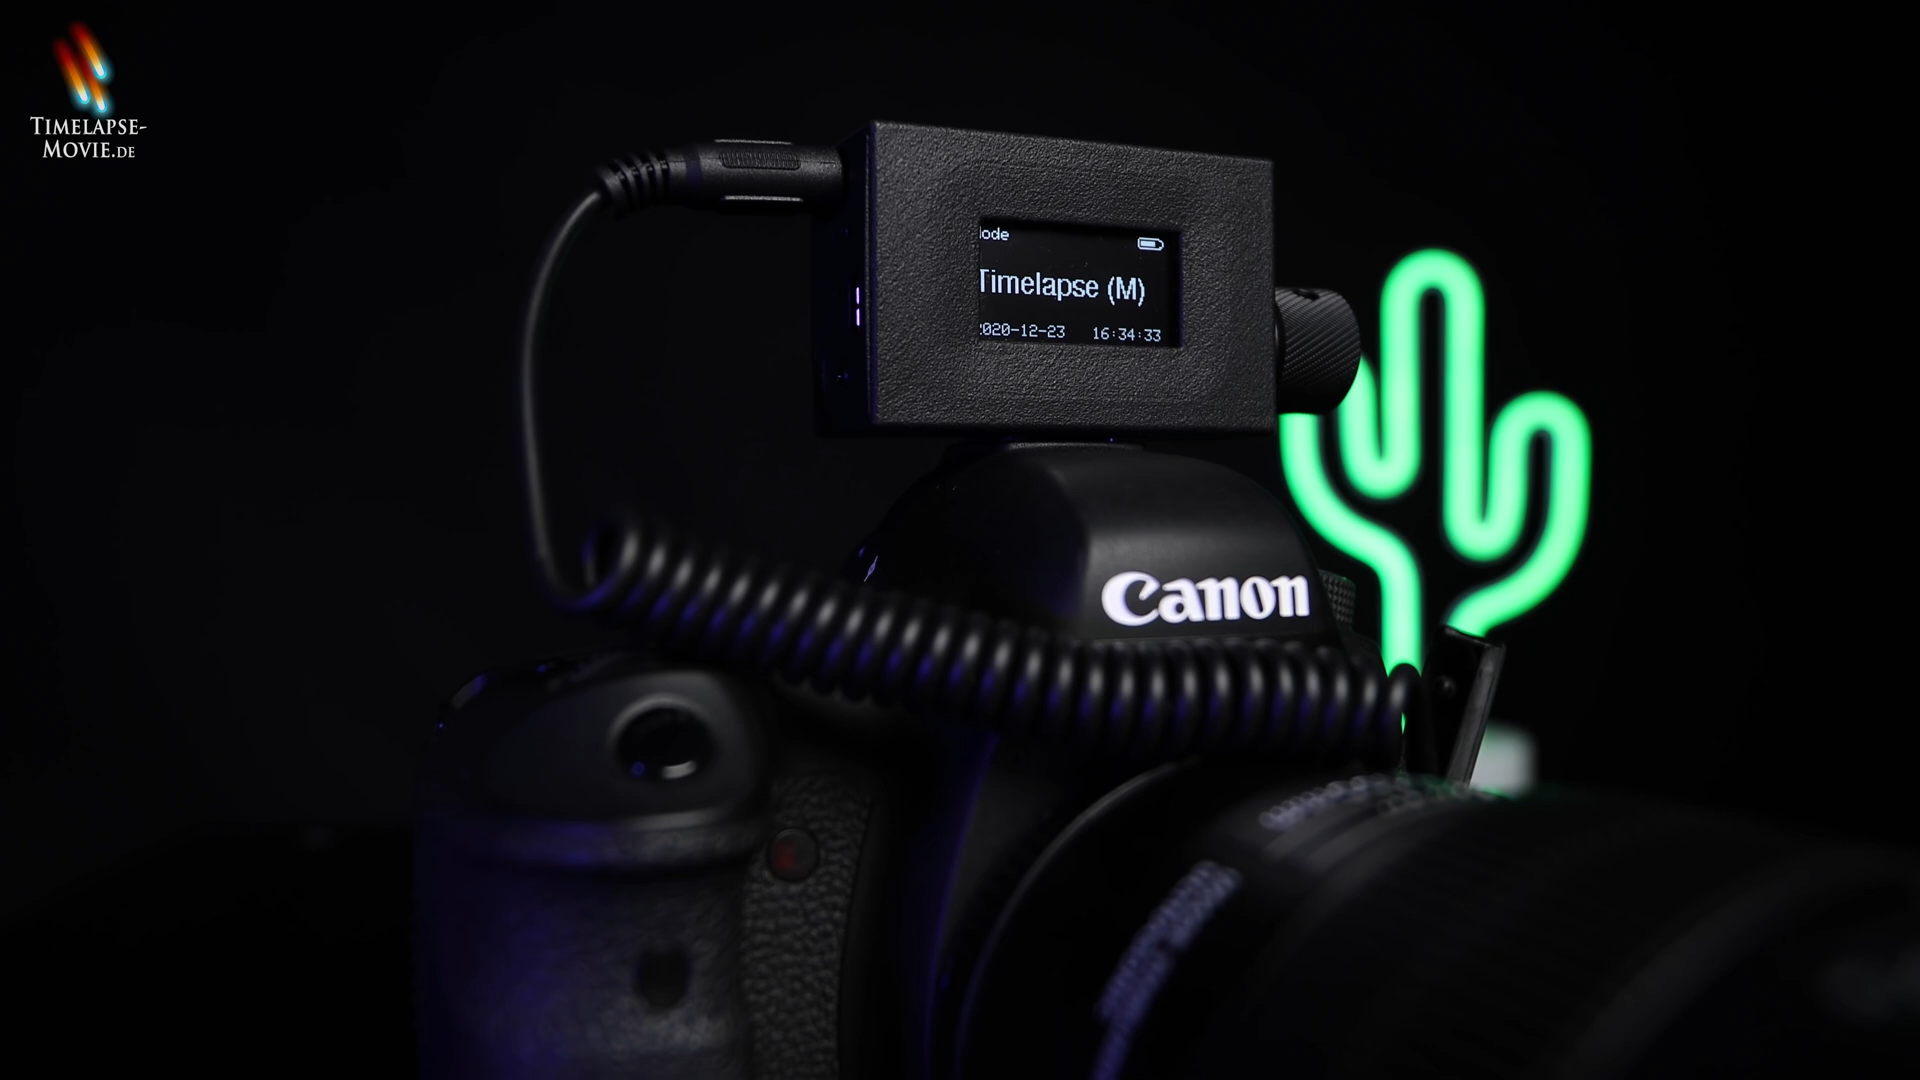 TIMELAPSE-
MOVIE.DE
ode
Timelapse (M)
2020-12-23 16:34:33
Canon